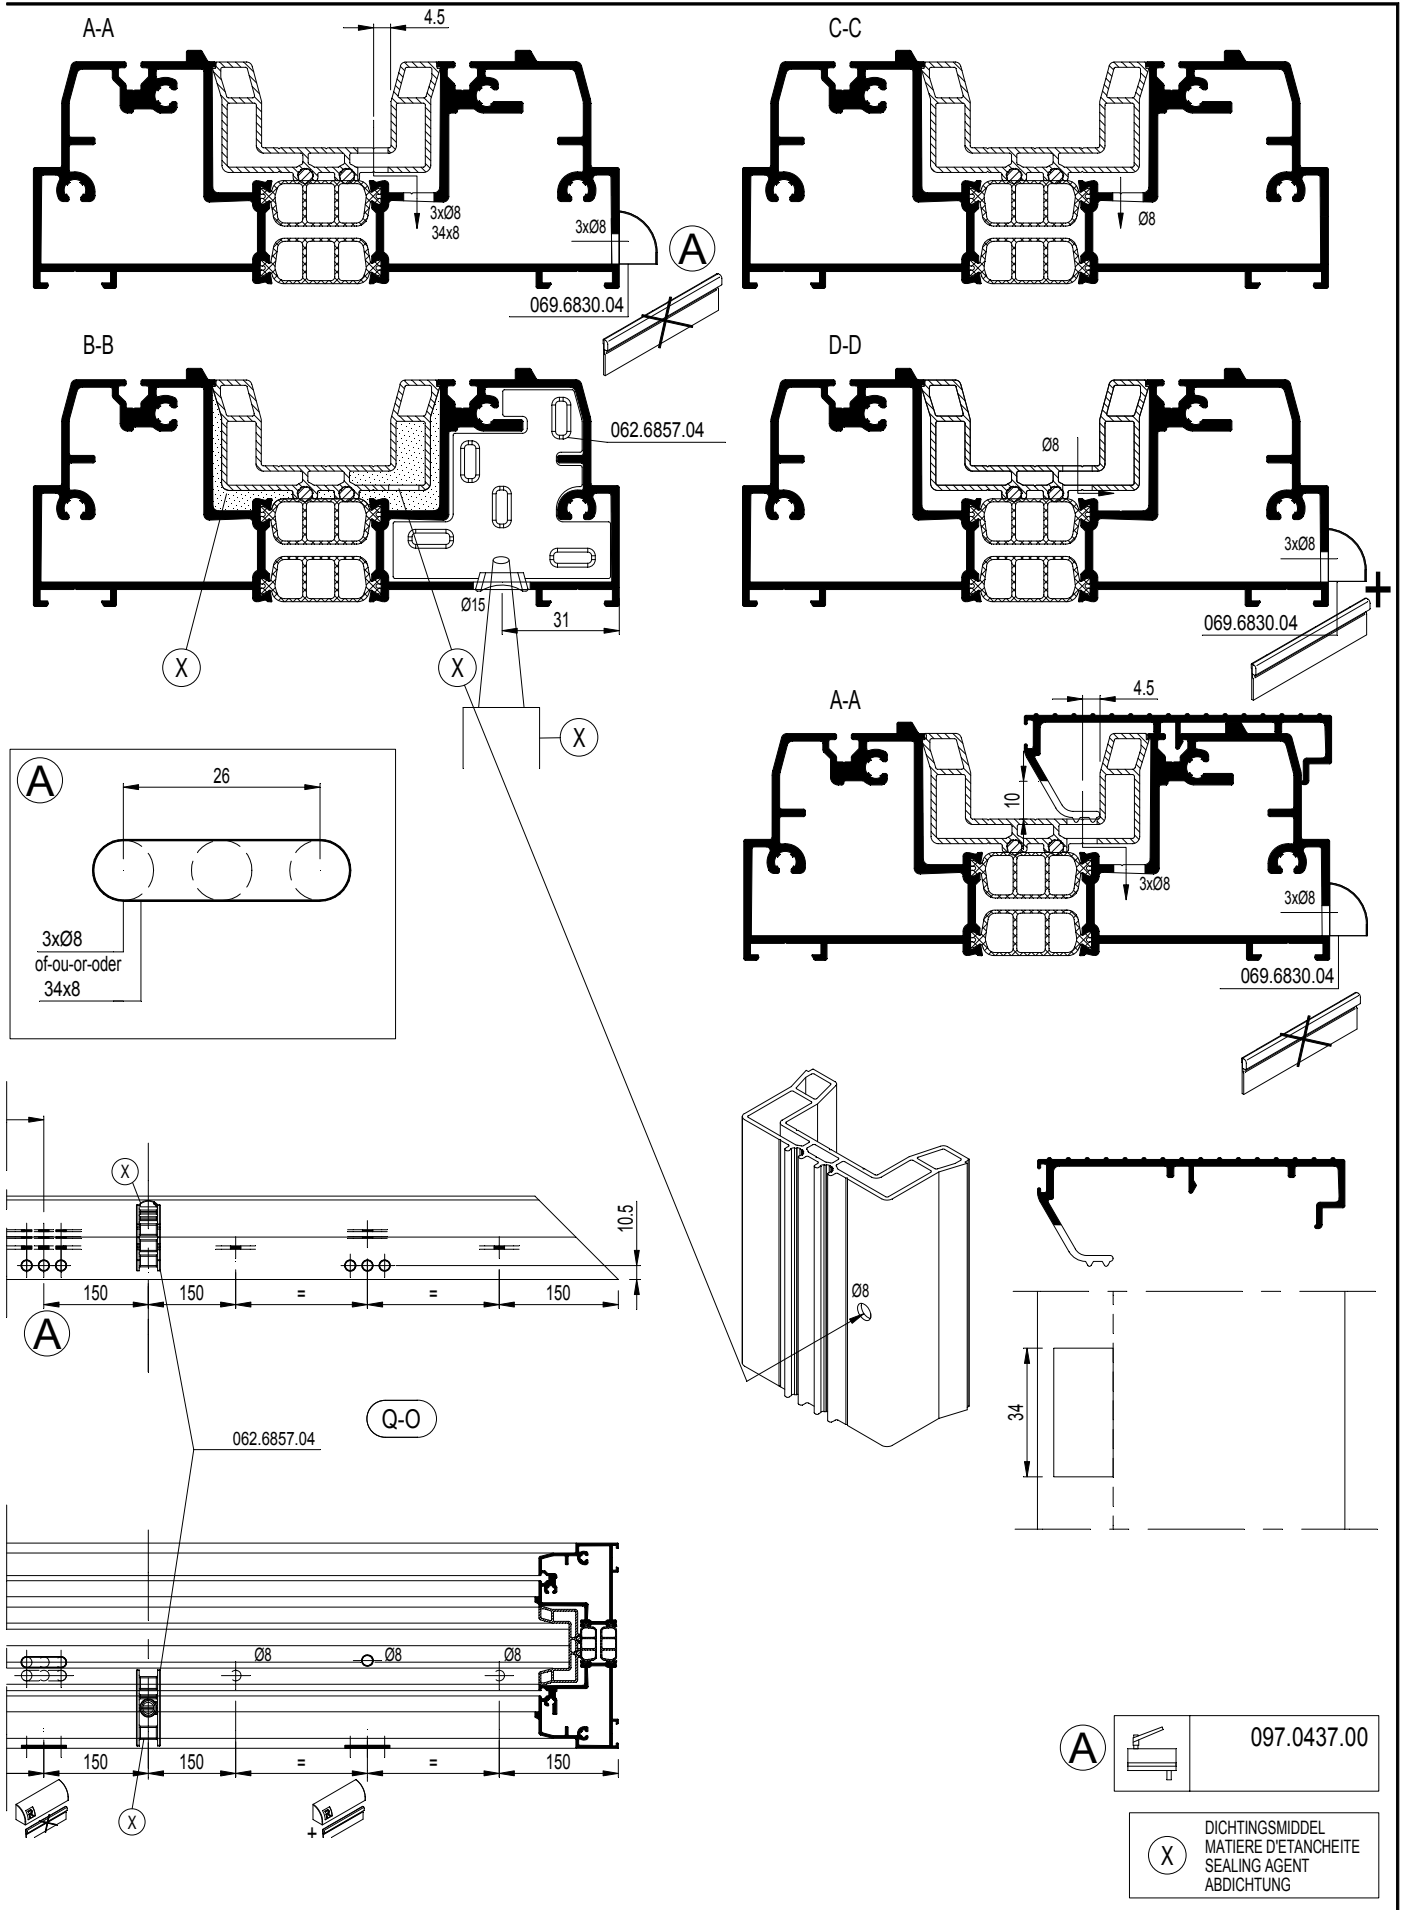 A-A
4.5
3xØ8
34x8
3xØ8
A
069.6830.04
C-C
Ø8
B-B
062.6857.04
Ø15
31
X
X
X
D-D
Ø8
3xØ8
+
069.6830.04
A-A
4.5
10
3xØ8
3xØ8
069.6830.04
A
26
3xØ8
of-ou-or-oder
34x8
X
10.5
150
150
=
=
150
A
Q-O
062.6857.04
Ø8
34
Ø8
Ø8
Ø8
150
150
=
=
150
X
+
A
097.0437.00
X
DICHTINGSMIDDEL
MATIERE D'ETANCHEITE
SEALING AGENT
ABDICHTUNG